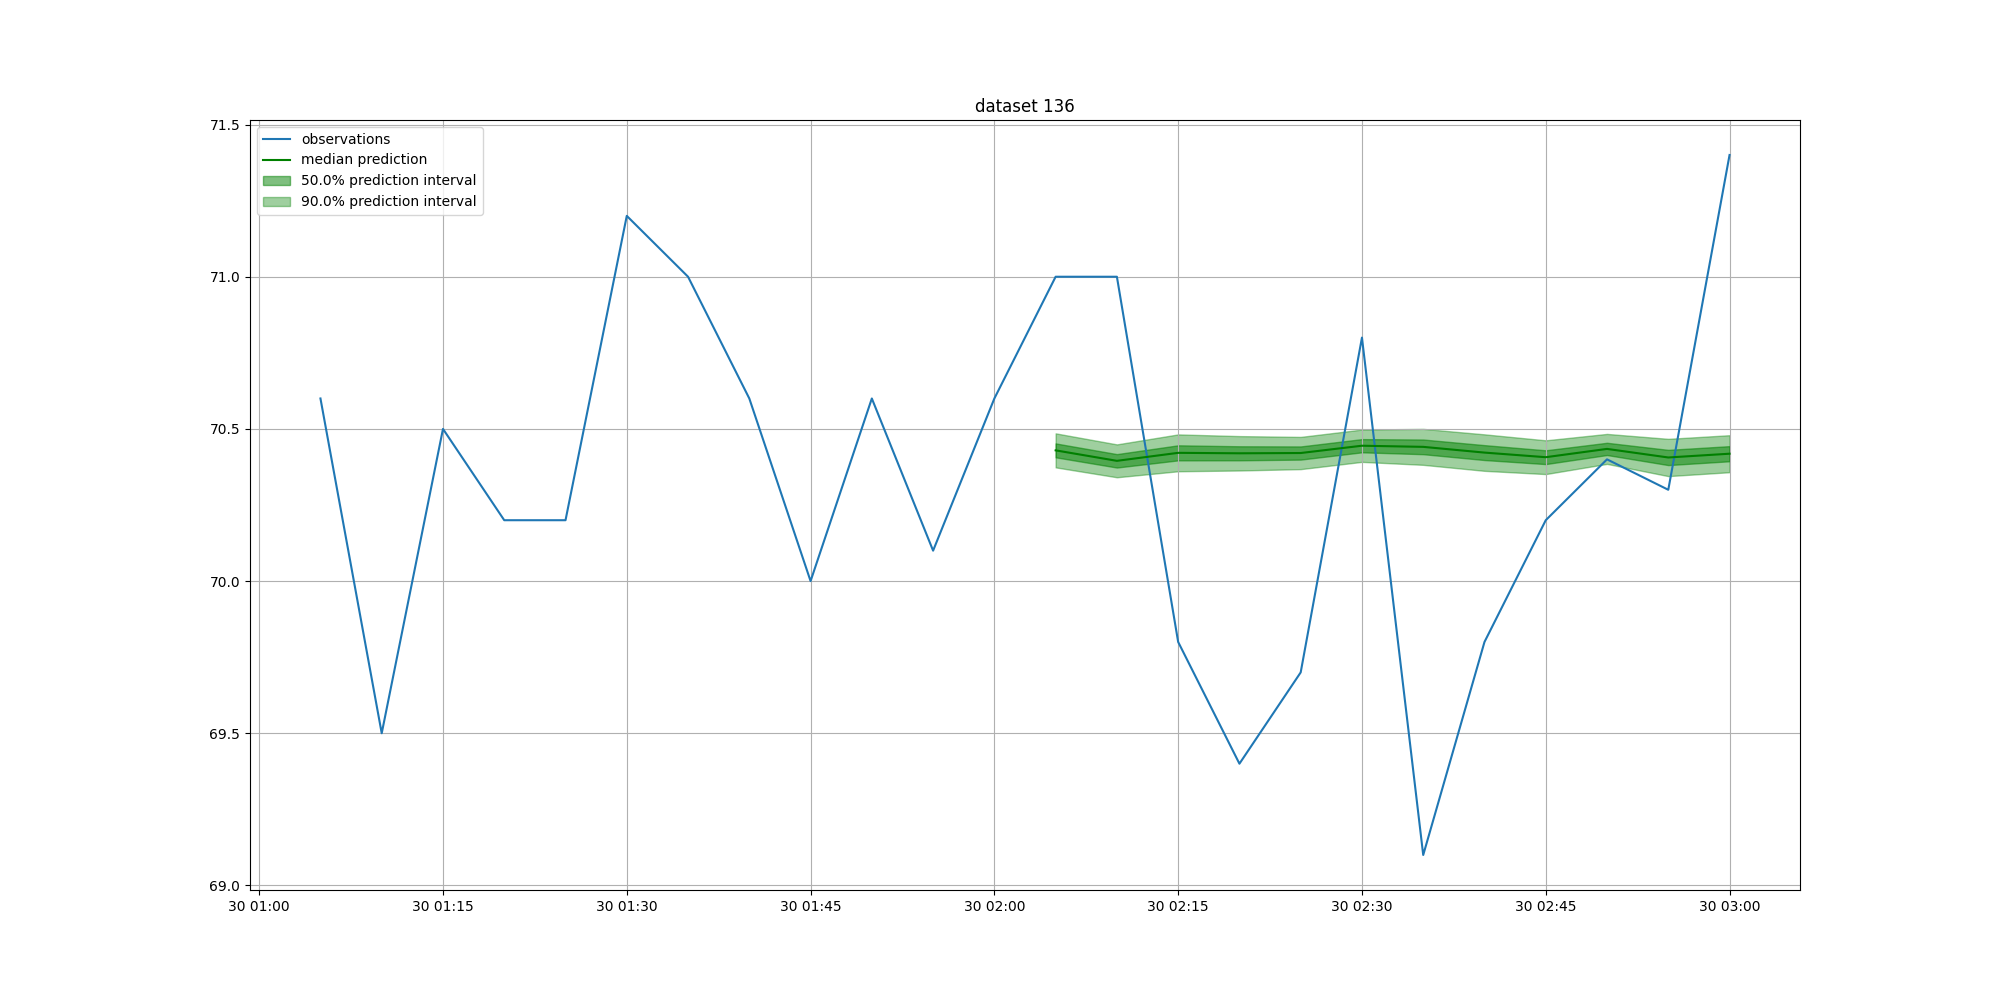 dataset 136
71.5
71.0
70.5
70.0
69.5
69.0
observations
median prediction
50.0% prediction interval
90.0% prediction interval
30 01:00 30 01:15 30 01:30 30 01:45 30 02:00 30 02:15 30 02:30 30 02:45 30 03:00